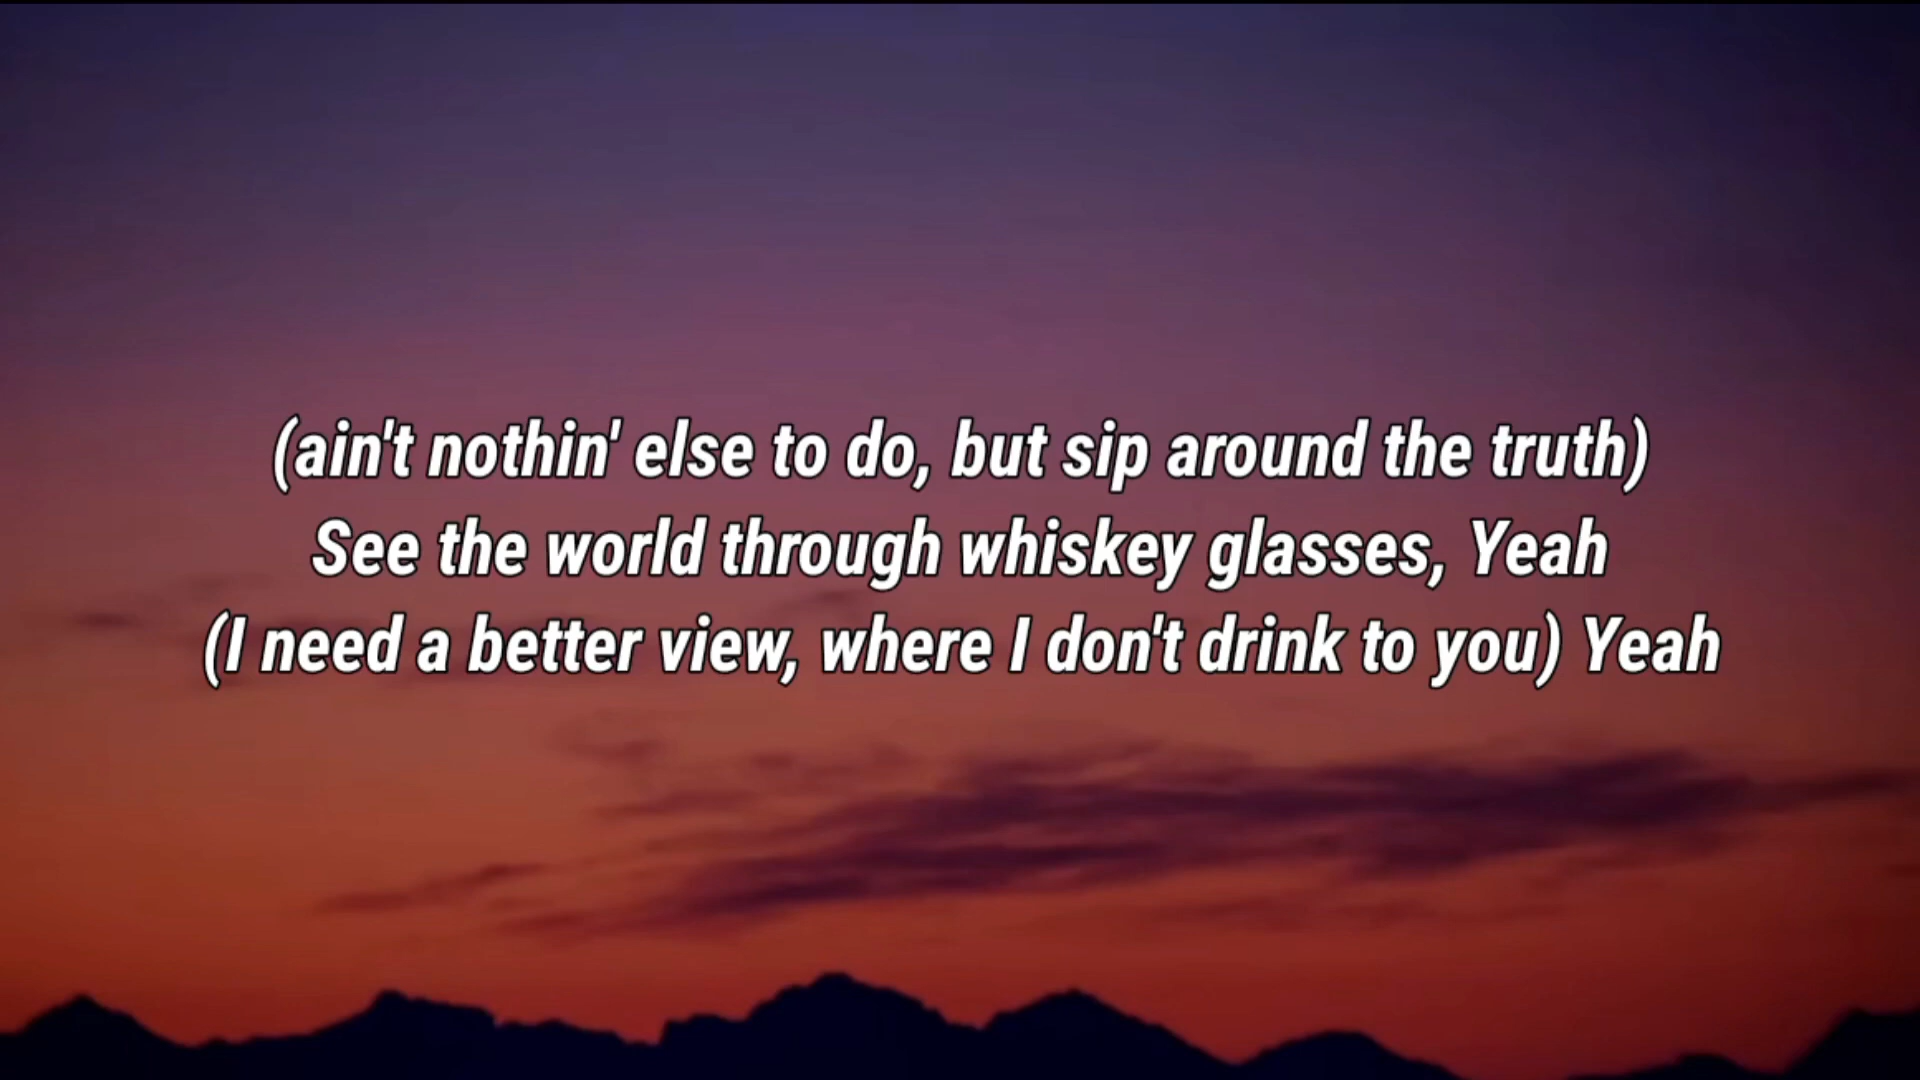 (ain't nothin' else to do, but sip around the truth)
See the world through whiskey glasses, Yeah
(I need a better view, where I don't drink to you) Yeah